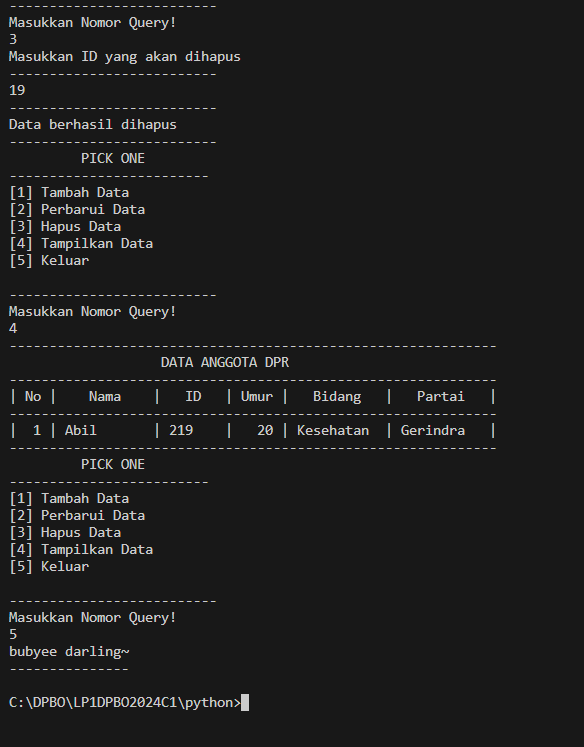 --------------------------
Masukkan Nomor Query!
3
Masukkan ID yang akan dihapus
--------------------------
19
--------------------------
Data berhasil dihapus
--------------------------
         PICK ONE
-------------------------
[1] Tambah Data
[2] Perbarui Data
[3] Hapus Data
[4] Tampilkan Data
[5] Keluar

--------------------------
Masukkan Nomor Query!
4
-------------------------------------------------------------
                   DATA ANGGOTA DPR
-------------------------------------------------------------
| No |    Nama    |   ID   | Umur |   Bidang   |   Partai   |
-------------------------------------------------------------
|  1 | Abil       | 219    |   20 | Kesehatan  | Gerindra   |
-------------------------------------------------------------
         PICK ONE
-------------------------
[1] Tambah Data
[2] Perbarui Data
[3] Hapus Data
[4] Tampilkan Data
[5] Keluar

--------------------------
Masukkan Nomor Query!
5
bubyee darling~
---------------

C:\DPBO\LP1DPBO2024C1\python>